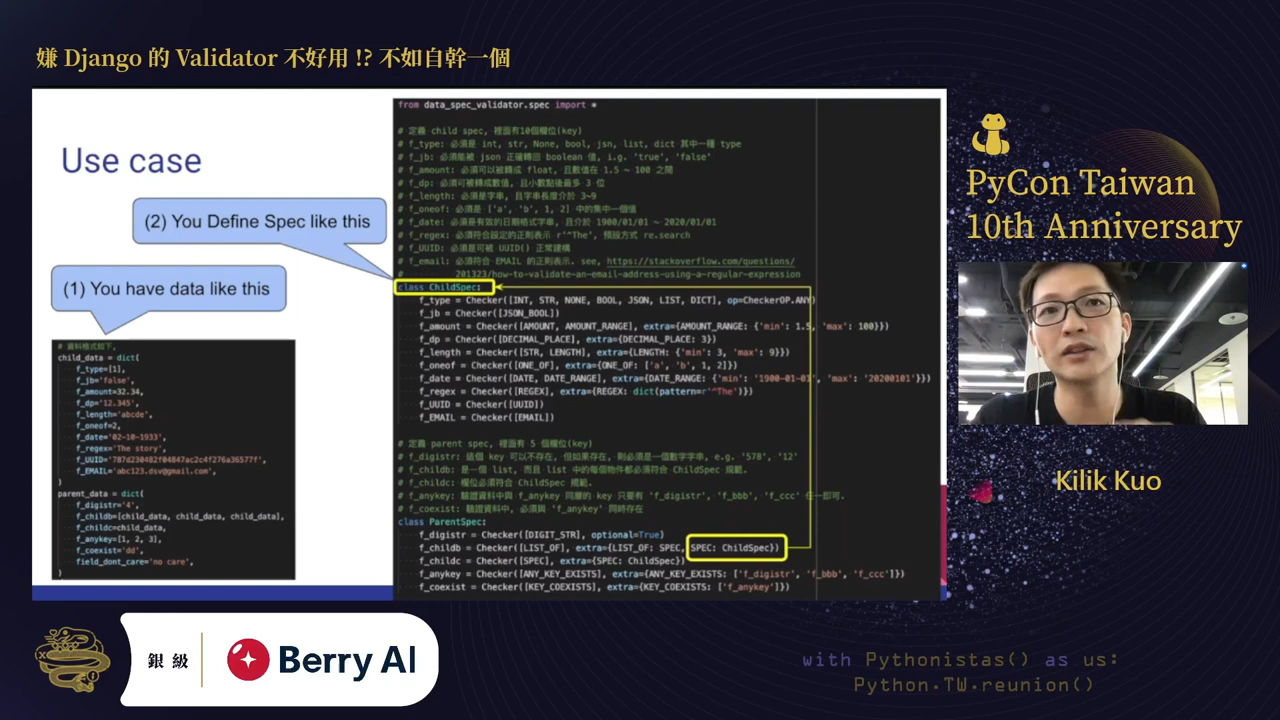 嫌 Django 的 Validator 不好用 !? 不如自幹一個
Use case
(2) You Define Spec like this
(1) You have data like this
# 資料格式如下,
child_data = dict(
f_type=[1],
f_jb='false',
f_amount=32.34,
f_dp='12.345',
f_length='abcde',
f_oneof=2,
f_date='02-10-1933',
f_regex='The story',
f_UUID='787d230482f04847ac2c4f276a36577f',
f_EMAIL='abc123.dsv@gmail.com',
)
parent_data = dict(
f_digistr='4',
f_childb=[child_data, child_data, child_data],
f_childc=child_data,
f_anykey=[1, 2, 3],
f_coexist='dd',
field_dont_care='no care',
)
from data_spec_validator.spec import *
# 定義 child spec, 裡面有10個欄位(key)
# f_type: 必須是 int, str, None, bool, jsn, list, dict 其中一種 type
# f_jb: 必須能被 json 正確轉回 boolean 值, i.g. 'true', 'false'
# f_amount: 必須可以被轉成 float, 且數值在 1.5 ~ 100 之間
# f_dp: 必須可被轉成數值, 且小數點後最多 3 位
# f_length: 必須是字串, 且字串長度介於 3~9
# f_oneof: 必須是 ['a', 'b', 1, 2] 中的集中一個值
# f_date: 必須是有效的日期格式字串, 且介於 1900/01/01 ~ 2020/01/01
# f_regex: 必須符合設定的正則表示 r'^The', 預設方式 re.search
# f_UUID: 必須是可被 UUID() 正常建構
# f_email: 必須符合 EMAIL 的正則表示. see, https://stackoverflow.com/questions/
# 201323/how-to-validate-an-email-address-using-a-regular-expression
class ChildSpec:
f_type = Checker([INT, STR, NONE, BOOL, JSON, LIST, DICT], op=CheckerOP.ANY)
f_jb = Checker([JSON_BOOL])
f_amount = Checker([AMOUNT, AMOUNT_RANGE], extra={AMOUNT_RANGE: {'min': 1.5, 'max': 100}})
f_dp = Checker([DECIMAL_PLACE], extra={DECIMAL_PLACE: 3})
f_length = Checker([STR, LENGTH], extra={LENGTH: {'min': 3, 'max': 9}})
f_oneof = Checker([ONE_OF], extra={ONE_OF: ['a', 'b', 1, 2]})
f_date = Checker([DATE, DATE_RANGE], extra={DATE_RANGE: {'min': '1900-01-01', 'max': '20200101'}})
f_regex = Checker([REGEX], extra={REGEX: dict(pattern=r'^The')})
f_UUID = Checker([UUID])
f_EMAIL = Checker([EMAIL])
# 定義 parent spec, 裡面有 5 個欄位(key)
# f_digistr: 這個 key 可以不存在, 但如果存在, 則必須是一個數字字串, e.g. '578', '12'
# f_childb: 是一個 list, 而且 list 中的每個物件都必須符合 ChildSpec 規範.
# f_childc: 欄位必須符合 ChildSpec 規範.
# f_anykey: 驗證資料中與 f_anykey 同層的 key 只要有 'f_digistr', 'f_bbb', 'f_ccc' 任一即可.
# f_coexist: 驗證資料中, 必須與 'f_anykey' 同時存在
class ParentSpec:
f_digistr = Checker([DIGIT_STR], optional=True)
f_childb = Checker([LIST_OF], extra={LIST_OF: SPEC, SPEC: ChildSpec})
f_childc = Checker([SPEC], extra={SPEC: ChildSpec})
f_anykey = Checker([ANY_KEY_EXISTS], extra={ANY_KEY_EXISTS: ['f_digistr', 'f_bbb', 'f_ccc']})
f_coexist = Checker([KEY_COEXISTS], extra={KEY_COEXISTS: ['f_anykey']})
PyCon Taiwan
10th Anniversary
Kilik Kuo
銀級
Berry AI
with Pythonistas() as us:
Python.TW.reunion()